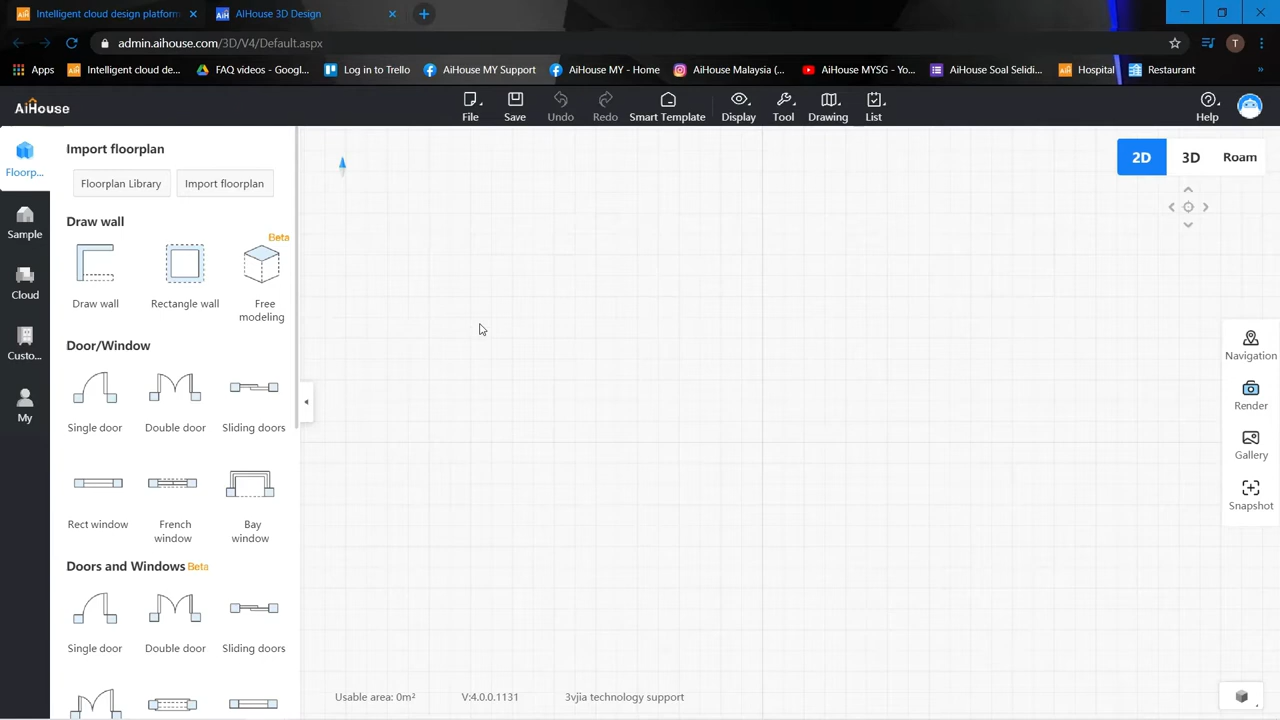 Intelligent cloud design platform
AiHouse 3D Design
admin.aihouse.com/3D/V4/Default.aspx
T
Apps
Intelligent cloud de...
FAQ videos - Googl...
Log in to Trello
AiHouse MY Support
AiHouse MY - Home
AiHouse Malaysia (...
AiHouse MYSG - Yo...
AiHouse Soal Selidi...
Hospital
Restaurant
»
AiHouse
File
Save
Undo
Redo
Smart Template
Display
Tool
Drawing
List
Help
Floorp...
Sample
Cloud
Custo...
My
Import floorplan
Floorplan Library
Import floorplan
Draw wall
Beta
Draw wall
Rectangle wall
Free
modeling
Door/Window
Single door
Double door
Sliding doors
Rect window
French
window
Bay
window
Doors and Windows Beta
Single door
Double door
Sliding doors
2D
3D
Roam
Navigation
Render
Gallery
Snapshot
Usable area: 0m²
V:4.0.0.1131
3vjia technology support